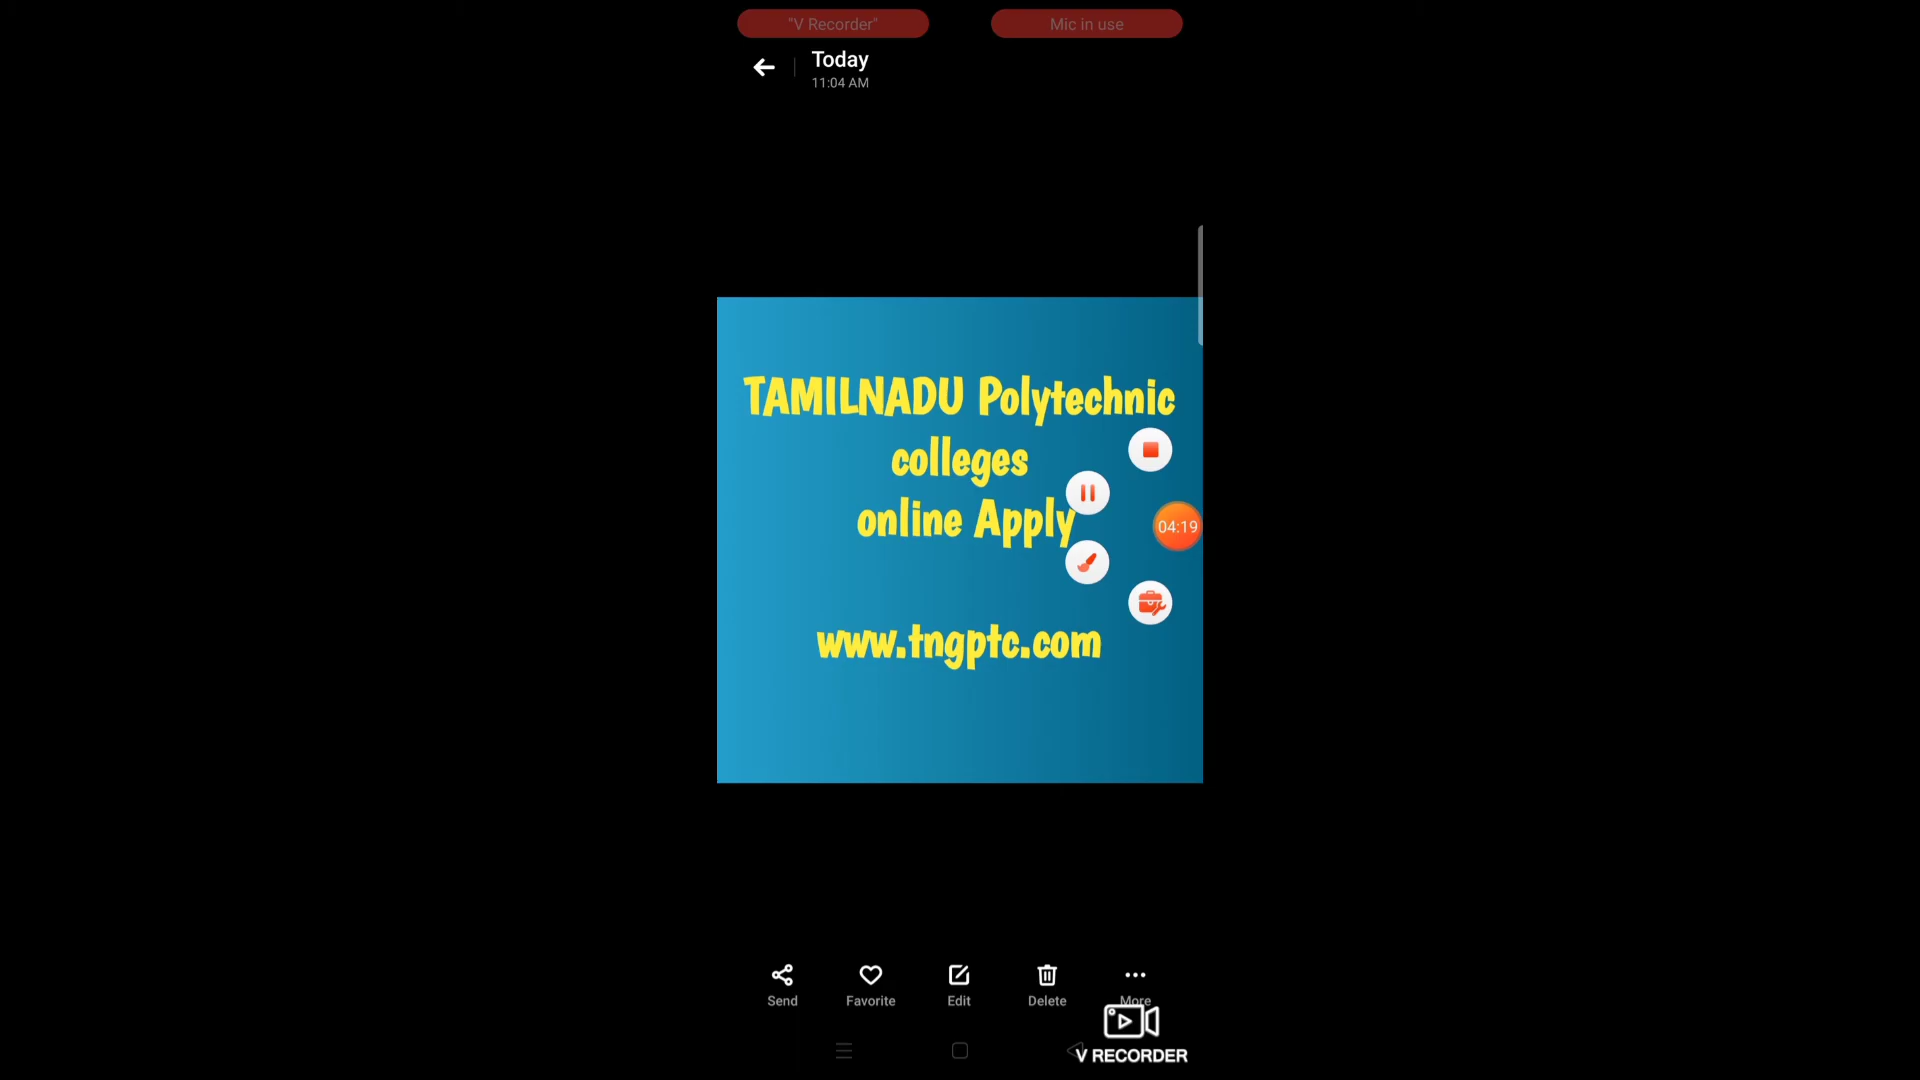 "V Recorder"
Mic in use
Today
11:04 AM
TAMILNADU Polytechnic
colleges
online Apply
04:19
www.tngptc.com
Send
Favorite
Edit
Delete
More
V RECORDER